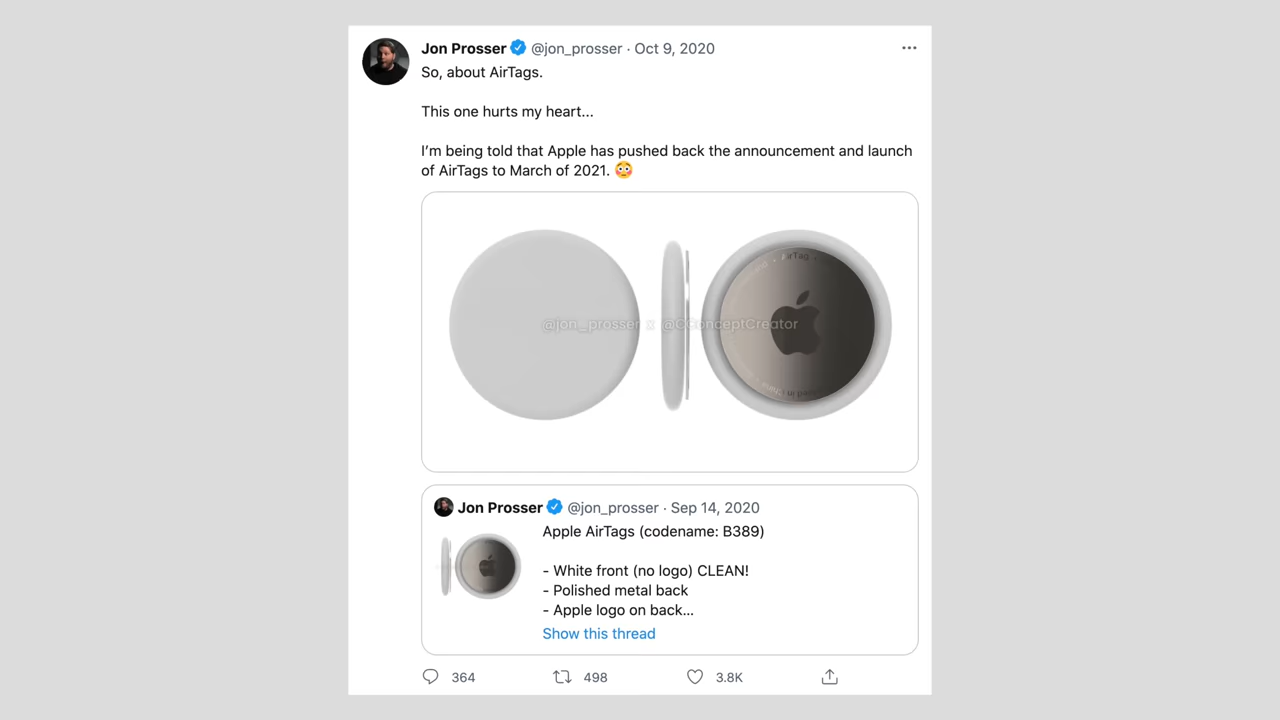 Jon Prosser @jon_prosser · Oct 9, 2020
So, about AirTags.
This one hurts my heart...
I’m being told that Apple has pushed back the announcement and launch
of AirTags to March of 2021. 😳
AirTag
@jon_prosser x @CConceptCreator
Jon Prosser @jon_prosser · Sep 14, 2020
Apple AirTags (codename: B389)
- White front (no logo) CLEAN!
- Polished metal back
- Apple logo on back...
Show this thread
364 498 3.8K